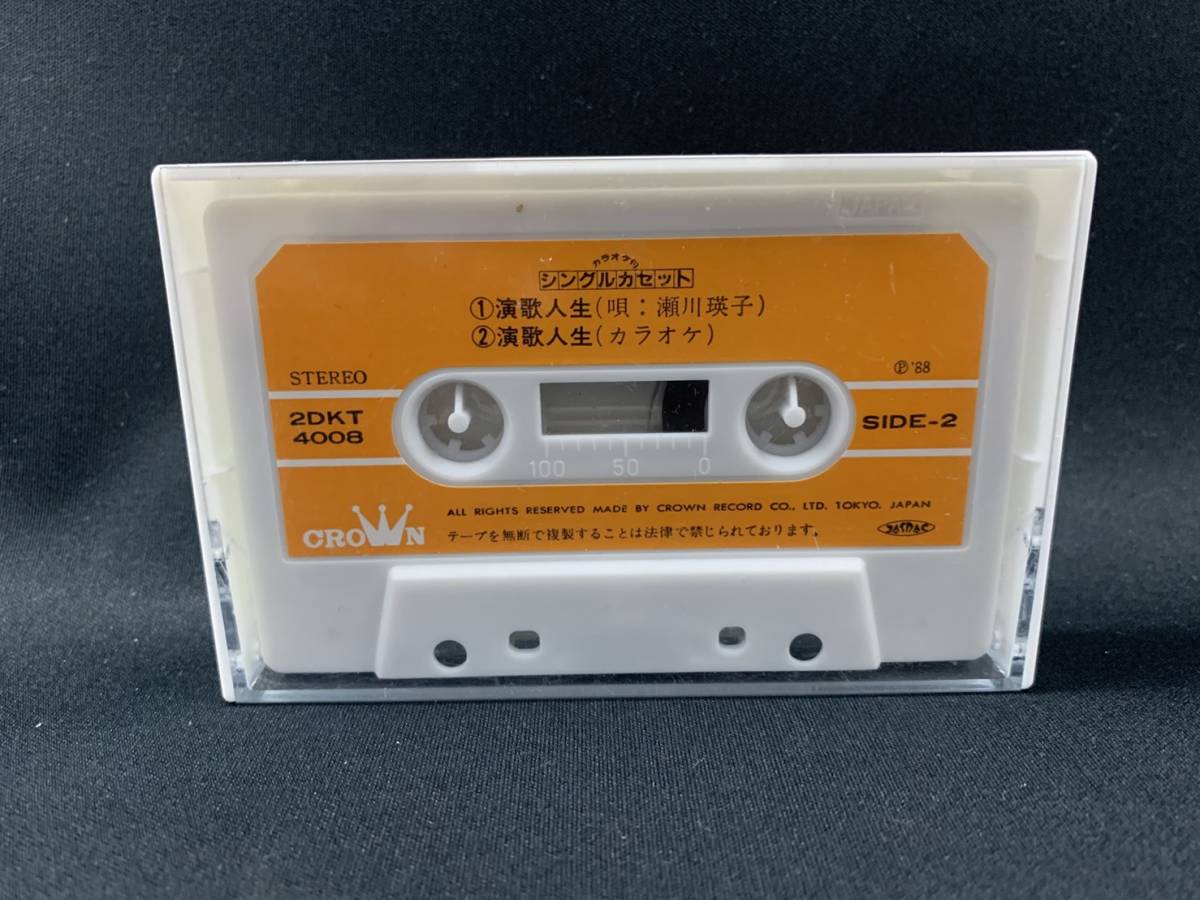 JAPAN
カラオケ付
シングルカセット
①演歌人生(唄:瀬川瑛子)
②演歌人生(カラオケ)
STEREO
Ⓟ'88
2DKT
4008
SIDE-2
100 50 0
ALL RIGHTS RESERVED MADE BY CROWN RECORD CO., LTD. TOKYO, JAPAN
CROWN
テープを無断で複製することは法律で禁じられております。
JASRAC